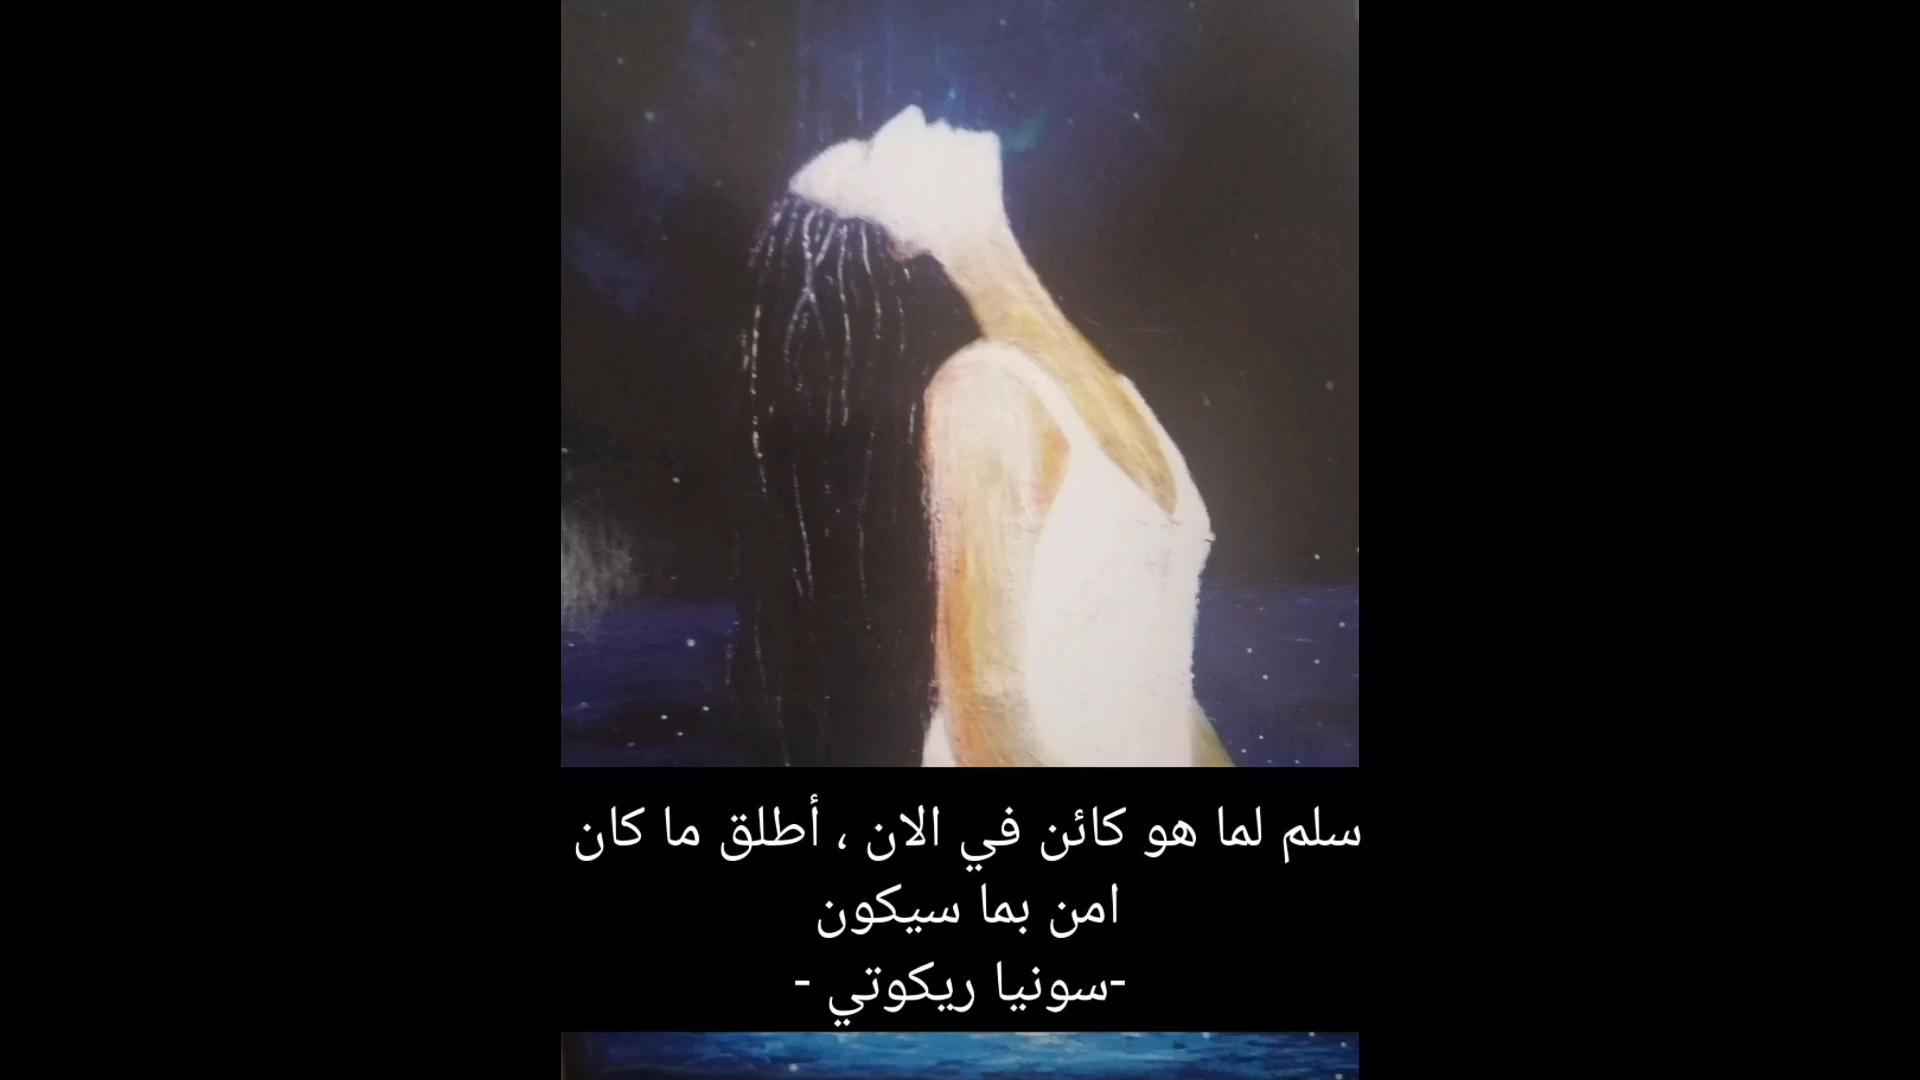 سلم لما هو كائن في الان ، أطلق ما كان
امن بما سيكون
-سونيا ريكوتي -